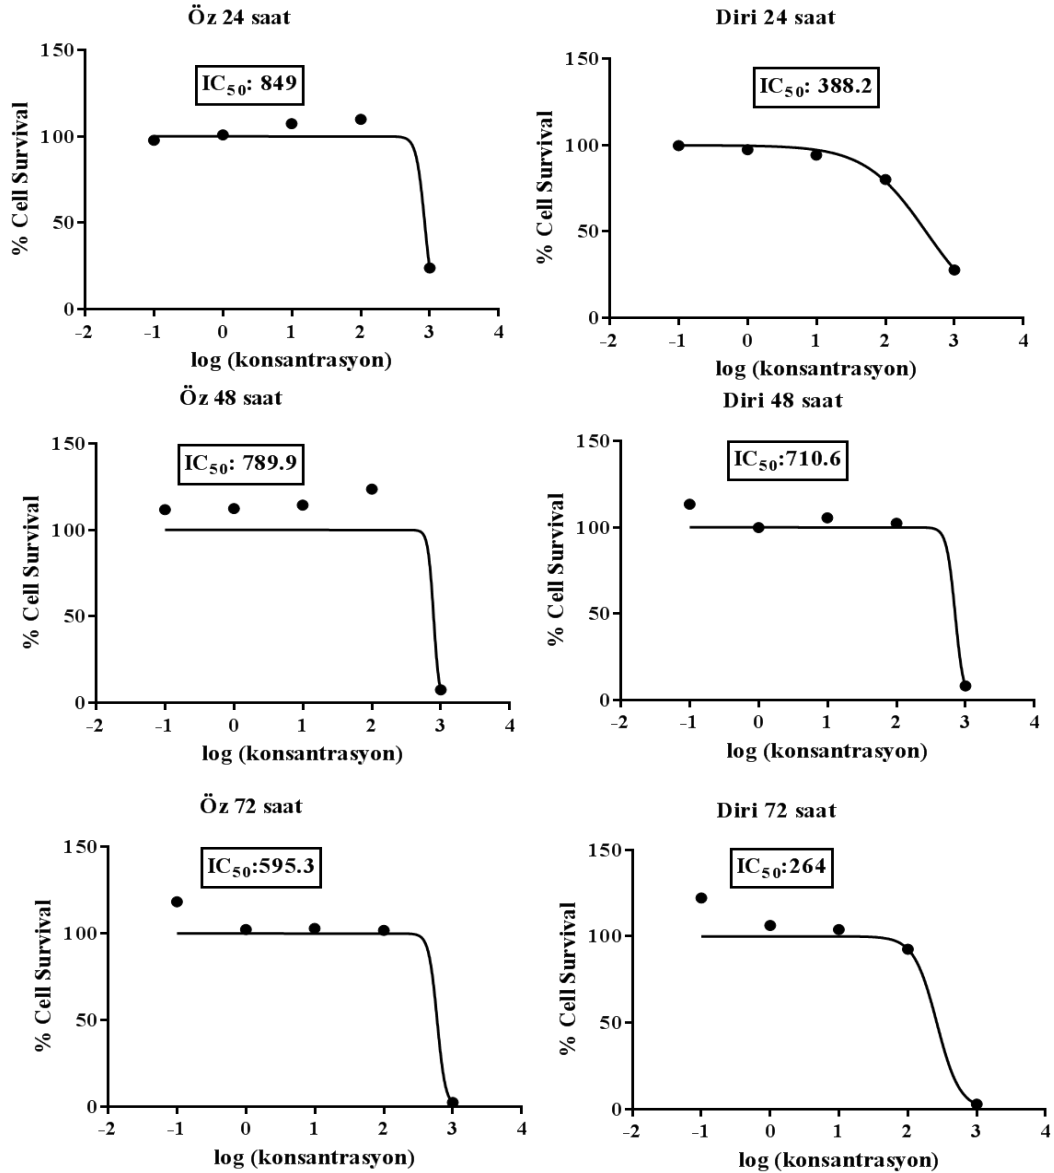 Öz 24 saat
IC50: 849
% Cell Survival
150
100
50
0
-2 -1 0 1 2 3 4
log (konsantrasyon)
Diri 24 saat
IC50: 388.2
% Cell Survival
150
100
50
0
-2 -1 0 1 2 3 4
log (konsantrasyon)
Öz 48 saat
IC50: 789.9
% Cell Survival
150
100
50
0
-2 -1 0 1 2 3 4
log (konsantrasyon)
Diri 48 saat
IC50:710.6
% Cell Survival
150
100
50
0
-2 -1 0 1 2 3 4
log (konsantrasyon)
Öz 72 saat
IC50:595.3
% Cell Survival
150
100
50
0
-2 -1 0 1 2 3 4
log (konsantrasyon)
Diri 72 saat
IC50:264
% Cell Survival
150
100
50
0
-2 -1 0 1 2 3 4
log (konsantrasyon)